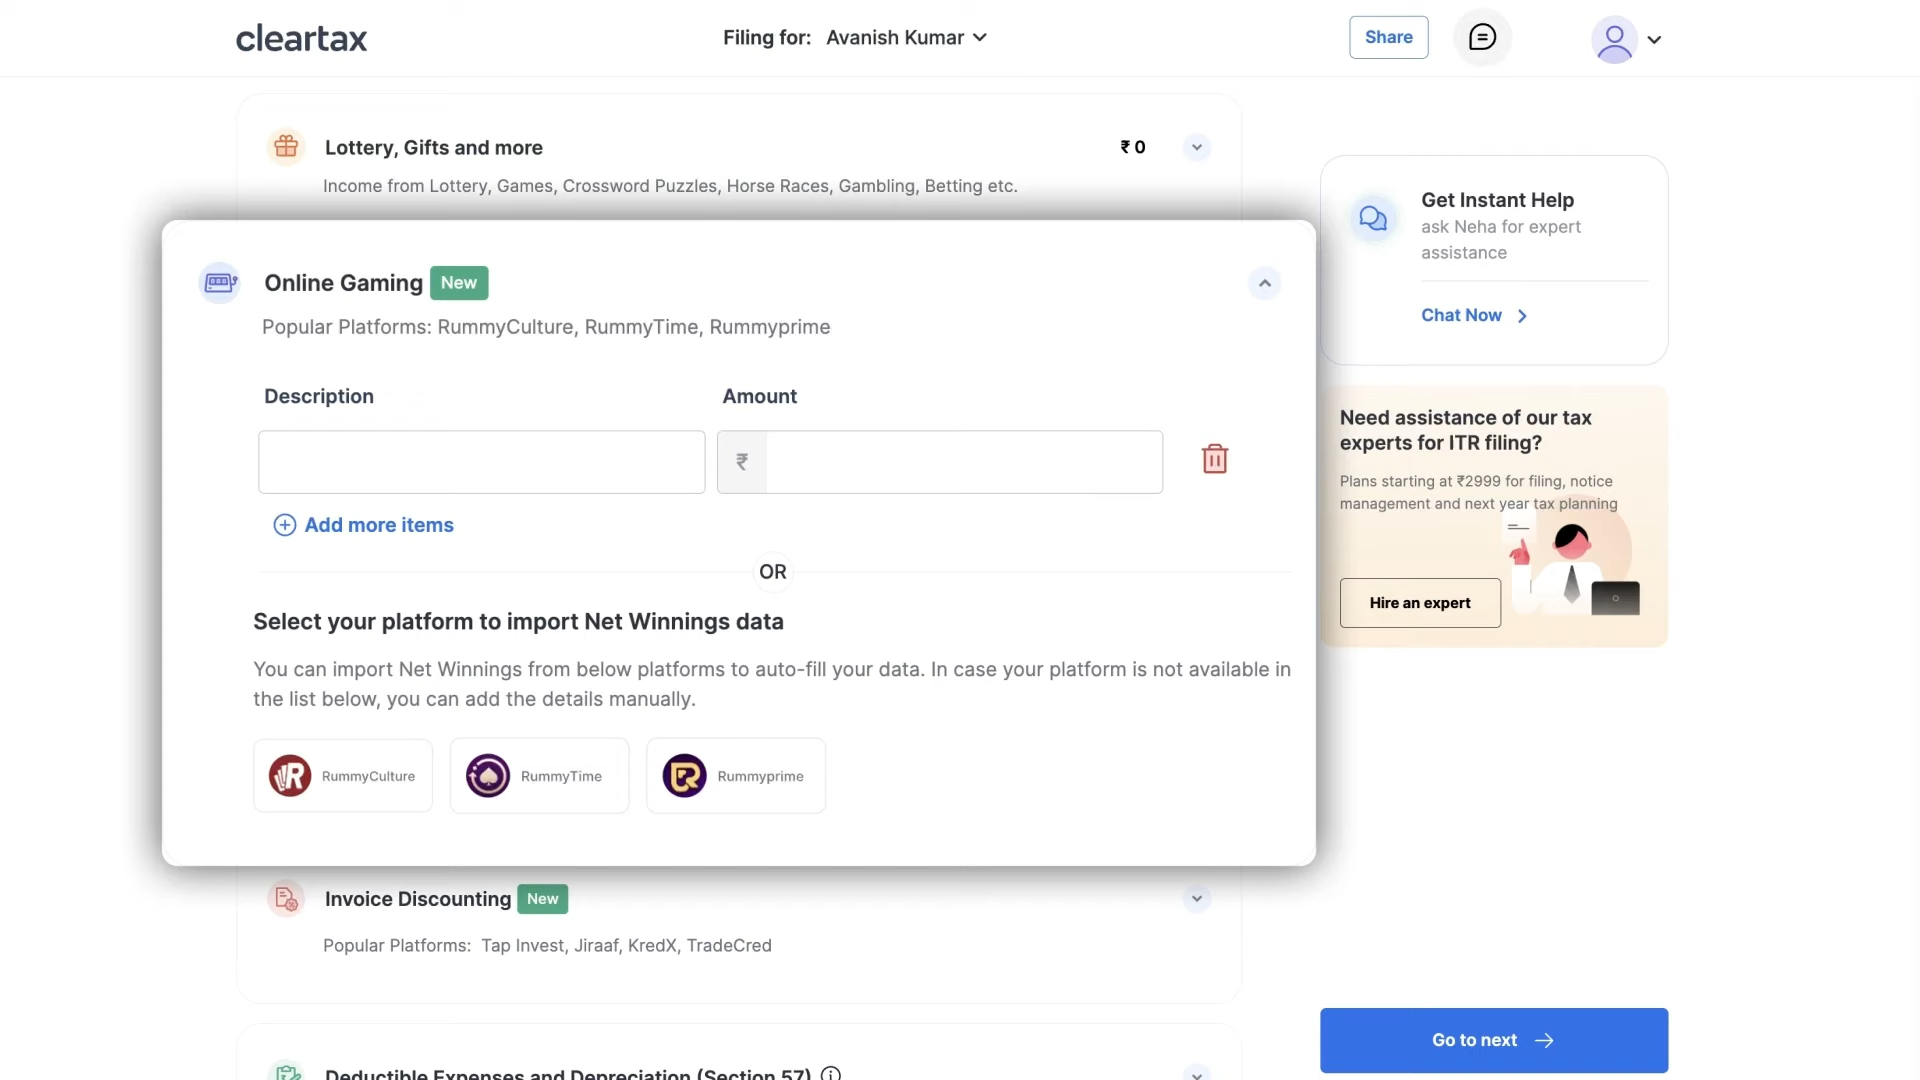 cleartax
Filing for: Avanish Kumar
Share
Lottery, Gifts and more
₹ 0
Income from Lottery, Games, Crossword Puzzles, Horse Races, Gambling, Betting etc.
Online Gaming New
Popular Platforms: RummyCulture, RummyTime, Rummyprime
Description
Amount
₹
Add more items
OR
Select your platform to import Net Winnings data
You can import Net Winnings from below platforms to auto-fill your data. In case your platform is not available in
the list below, you can add the details manually.
RummyCulture
RummyTime
Rummyprime
Invoice Discounting New
Popular Platforms: Tap Invest, Jiraaf, KredX, TradeCred
Deductible Expenses and Depreciation (Section 57)
Get Instant Help
ask Neha for expert
assistance
Chat Now
Need assistance of our tax
experts for ITR filing?
Plans starting at ₹2999 for filing, notice
management and next year tax planning
Hire an expert
Go to next